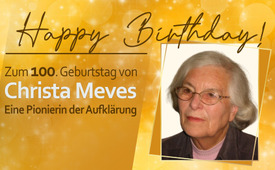 Happy Birthday!
Zum 100. Geburtstag von
Christa Meves
Eine Pionierin der Aufklärung